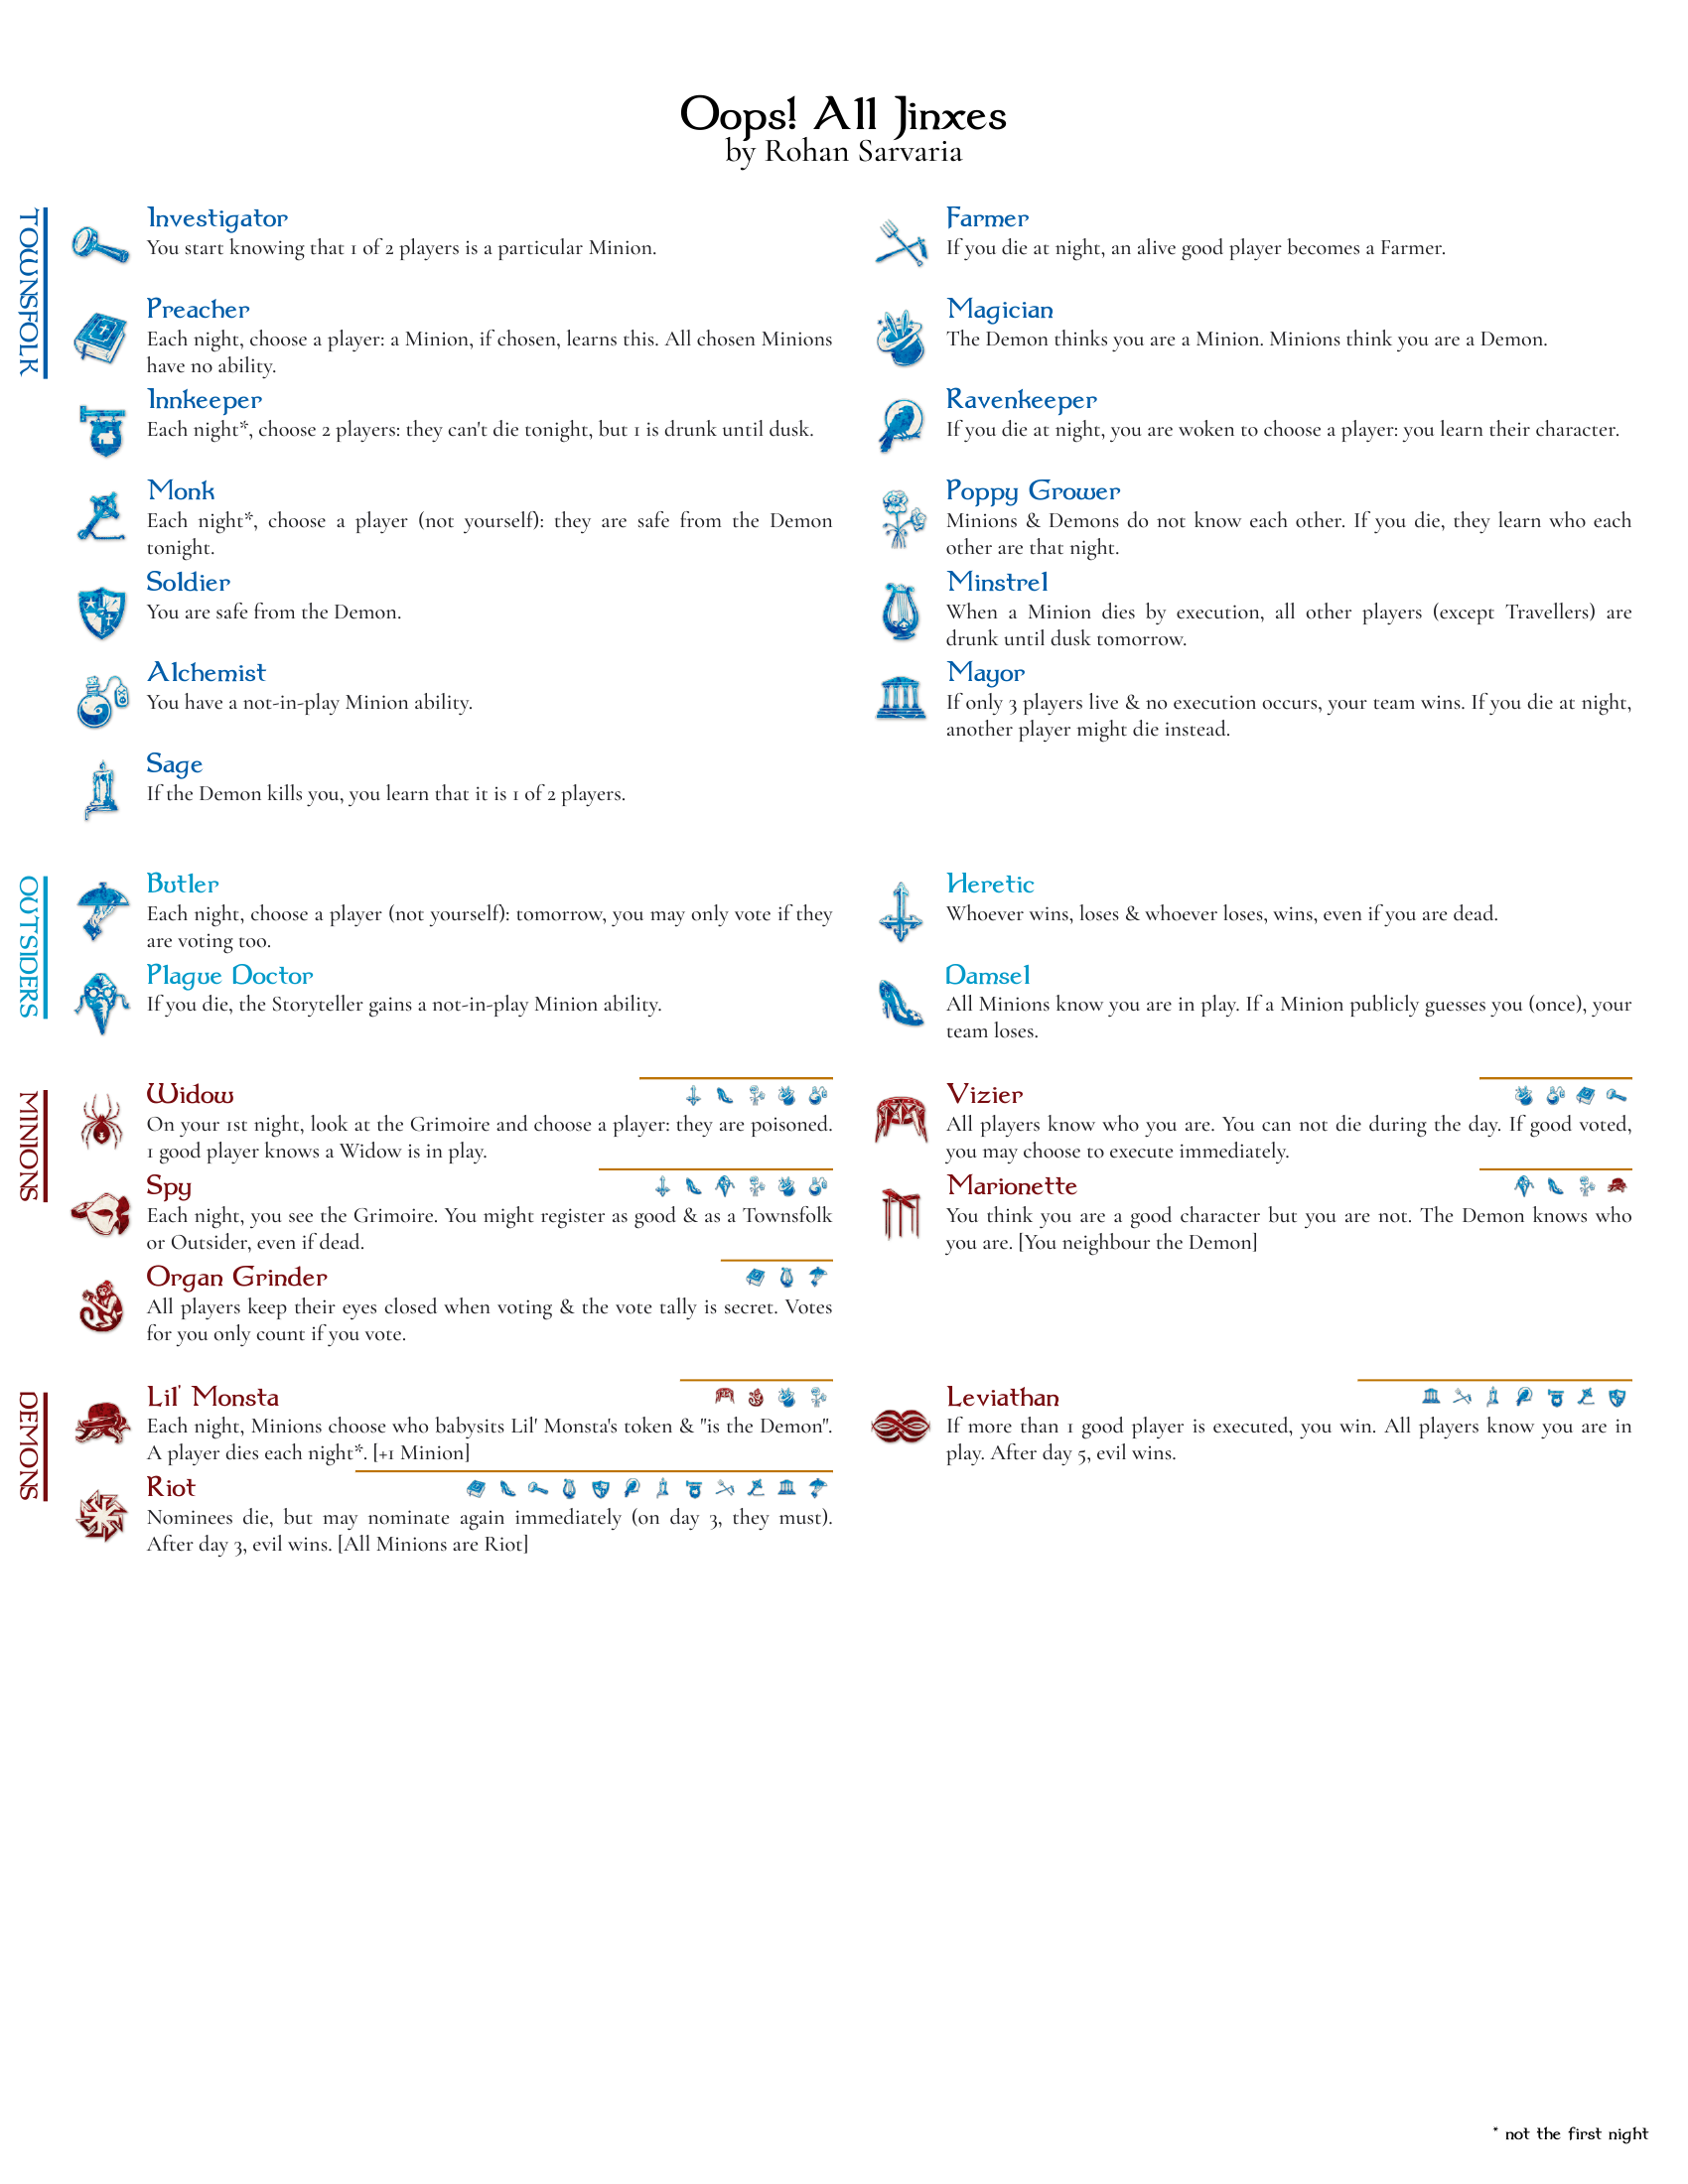 Oops! All Jinxes
by Rohan Sarvaria
TOWNSFOLK
Investigator
You start knowing that 1 of 2 players is a particular Minion.
Preacher
Each night, choose a player: a Minion, if chosen, learns this. All chosen Minions
have no ability.
Innkeeper
Each night*, choose 2 players: they can't die tonight, but 1 is drunk until dusk.
Monk
Each night*, choose a player (not yourself): they are safe from the Demon
tonight.
Soldier
You are safe from the Demon.
Alchemist
You have a not-in-play Minion ability.
Sage
If the Demon kills you, you learn that it is 1 of 2 players.
Farmer
If you die at night, an alive good player becomes a Farmer.
Magician
The Demon thinks you are a Minion. Minions think you are a Demon.
Ravenkeeper
If you die at night, you are woken to choose a player: you learn their character.
Poppy Grower
Minions & Demons do not know each other. If you die, they learn who each
other are that night.
Minstrel
When a Minion dies by execution, all other players (except Travellers) are
drunk until dusk tomorrow.
Mayor
If only 3 players live & no execution occurs, your team wins. If you die at night,
another player might die instead.
OUTSIDERS
Butler
Each night, choose a player (not yourself): tomorrow, you may only vote if they
are voting too.
Plague Doctor
If you die, the Storyteller gains a not-in-play Minion ability.
Heretic
Whoever wins, loses & whoever loses, wins, even if you are dead.
Damsel
All Minions know you are in play. If a Minion publicly guesses you (once), your
team loses.
MINIONS
Widow
On your 1st night, look at the Grimoire and choose a player: they are poisoned.
1 good player knows a Widow is in play.
Spy
Each night, you see the Grimoire. You might register as good & as a Townsfolk
or Outsider, even if dead.
Organ Grinder
All players keep their eyes closed when voting & the vote tally is secret. Votes
for you only count if you vote.
Vizier
All players know who you are. You can not die during the day. If good voted,
you may choose to execute immediately.
Marionette
You think you are a good character but you are not. The Demon knows who
you are. [You neighbour the Demon]
DEMONS
Lil' Monsta
Each night, Minions choose who babysits Lil' Monsta's token & "is the Demon".
A player dies each night*. [+1 Minion]
Riot
Nominees die, but may nominate again immediately (on day 3, they must).
After day 3, evil wins. [All Minions are Riot]
Leviathan
If more than 1 good player is executed, you win. All players know you are in
play. After day 5, evil wins.
* not the first night